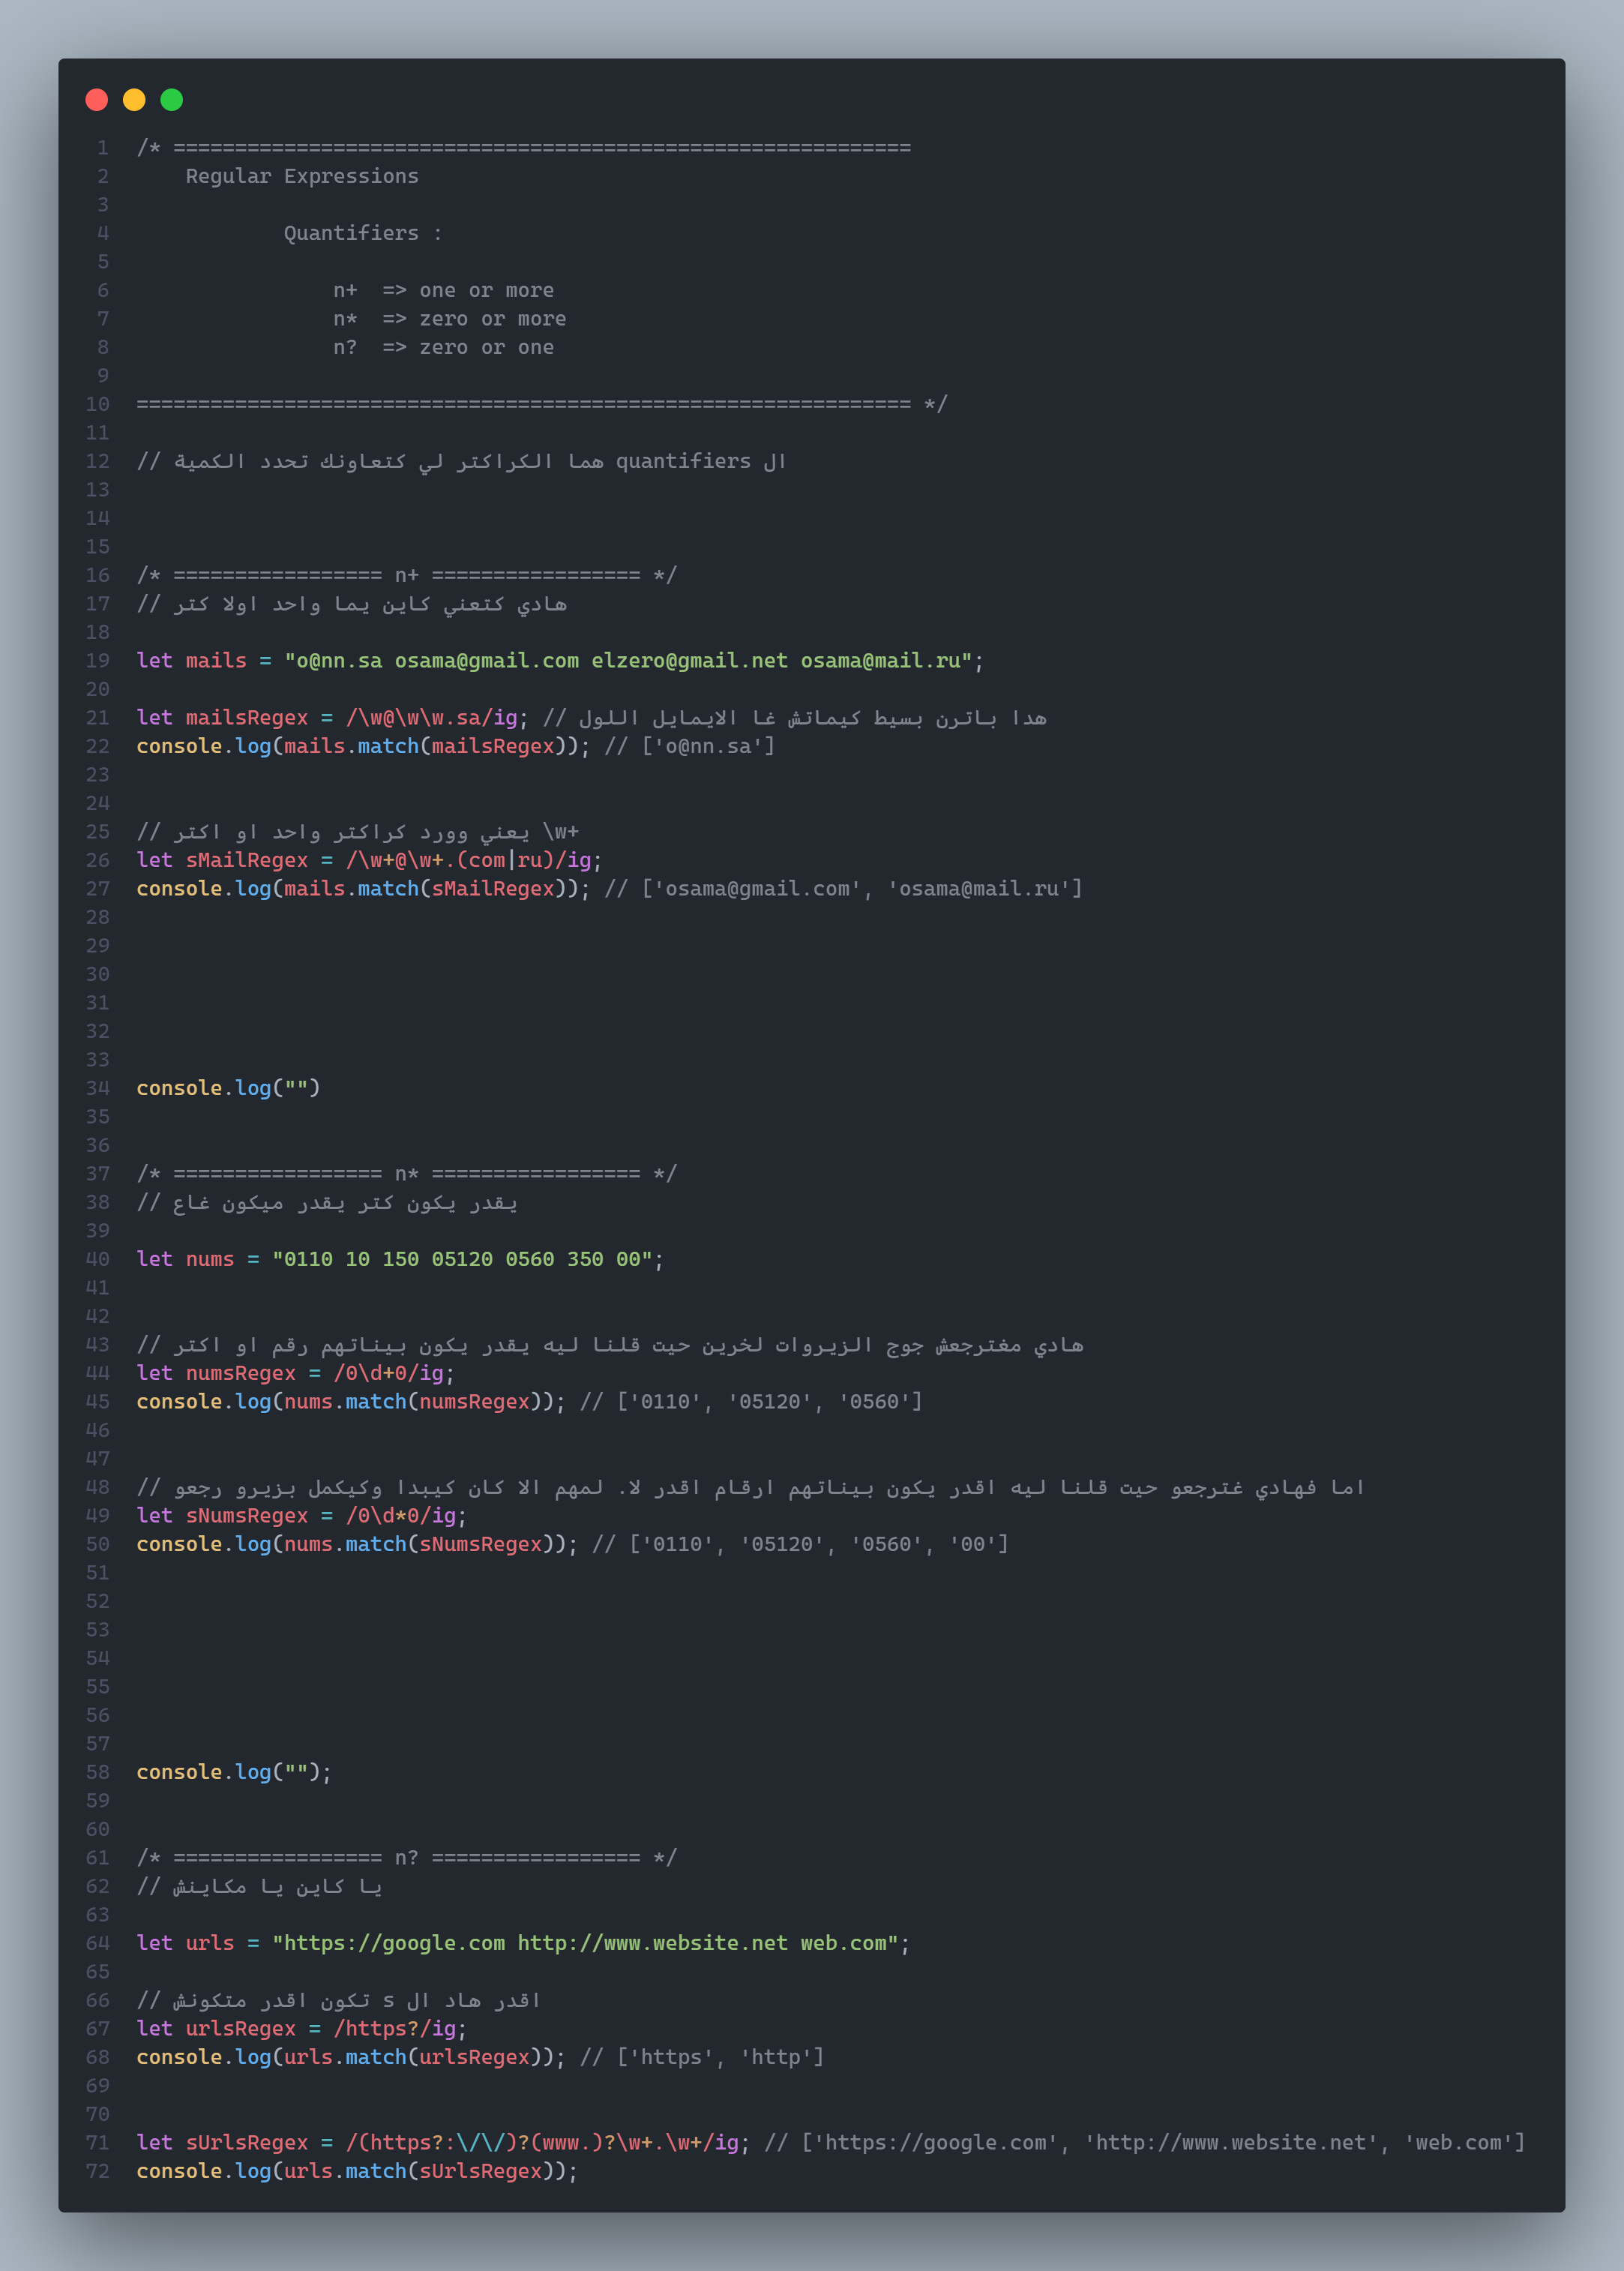 1 /* ============================================================
2 Regular Expressions
3
4 Quantifiers :
5
6 n+ => one or more
7 n* => zero or more
8 n? => zero or one
9
10 =============================================================== */
11
12 // ال quantifiers هما الكراكتر لي كتعاونك تحدد الكمية
13
14
15
16 /* ================= n+ ================= */
17 // هادي كتعني كاين يما واحد اولا كتر
18
19 let mails = "o@nn.sa osama@gmail.com elzero@gmail.net osama@mail.ru";
20
21 let mailsRegex = /\w@\w\w.sa/ig; // هدا باترن بسيط كيماتش غا الايمايل اللول
22 console.log(mails.match(mailsRegex)); // ['o@nn.sa']
23
24
25 // \w+ يعني وورد كراكتر واحد او اكتر
26 let sMailRegex = /\w+@\w+.(com|ru)/ig;
27 console.log(mails.match(sMailRegex)); // ['osama@gmail.com', 'osama@mail.ru']
28
29
30
31
32
33
34 console.log("")
35
36
37 /* ================= n* ================= */
38 // يقدر يكون كتر يقدر ميكون غاع
39
40 let nums = "0110 10 150 05120 0560 350 00";
41
42
43 // هادي مغترجعش جوج الزيروات لخرين حيت قلنا ليه يقدر يكون بيناتهم رقم او اكتر
44 let numsRegex = /0\d+0/ig;
45 console.log(nums.match(numsRegex)); // ['0110', '05120', '0560']
46
47
48 // اما فهادي غترجعو حيت قلنا ليه اقدر يكون بيناتهم ارقام اقدر لا. لمهم الا كان كيبدا وكيكمل بزيرو رجعو
49 let sNumsRegex = /0\d*0/ig;
50 console.log(nums.match(sNumsRegex)); // ['0110', '05120', '0560', '00']
51
52
53
54
55
56
57
58 console.log("");
59
60
61 /* ================= n? ================= */
62 // يا كاين يا مكاينش
63
64 let urls = "https://google.com http://www.website.net web.com";
65
66 // اقدر هاد ال s تكون اقدر متكونش
67 let urlsRegex = /https?/ig;
68 console.log(urls.match(urlsRegex)); // ['https', 'http']
69
70
71 let sUrlsRegex = /(https?:\/\/)?(www.)?\w+.\w+/ig; // ['https://google.com', 'http://www.website.net', 'web.com']
72 console.log(urls.match(sUrlsRegex));